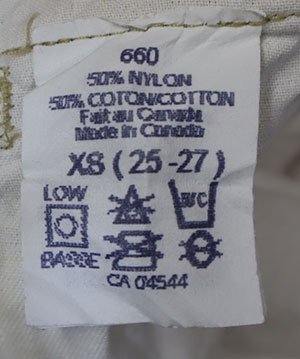 660
50% NYLON
50% COTON/COTTON
Fait au Canada
Made in Canada
XS (25-27)
LOW
BASSE
CA 04544